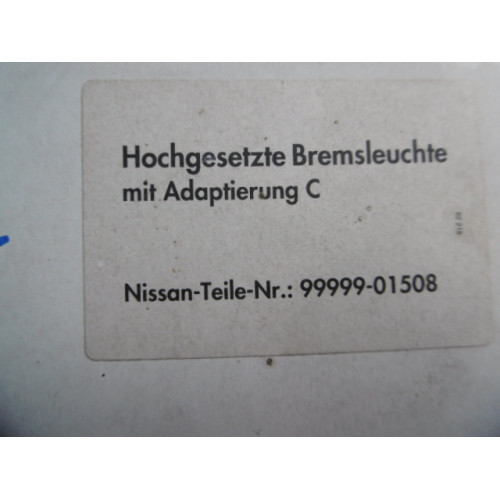 Hochgesetzte Bremsleuchte
mit Adaptierung C
Nissan-Teile-Nr.: 99999-01508